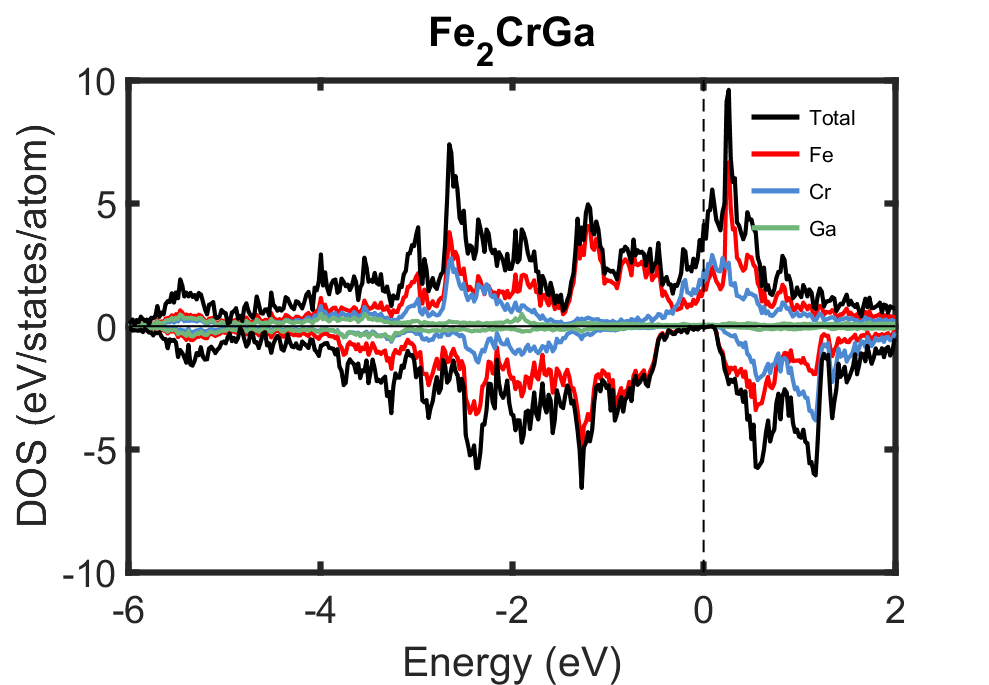 Fe2CrGa
DOS (eV/states/atom)
10
5
0
-5
-10
Total
Fe
Cr
Ga
-6 -4 -2 0 2
Energy (eV)